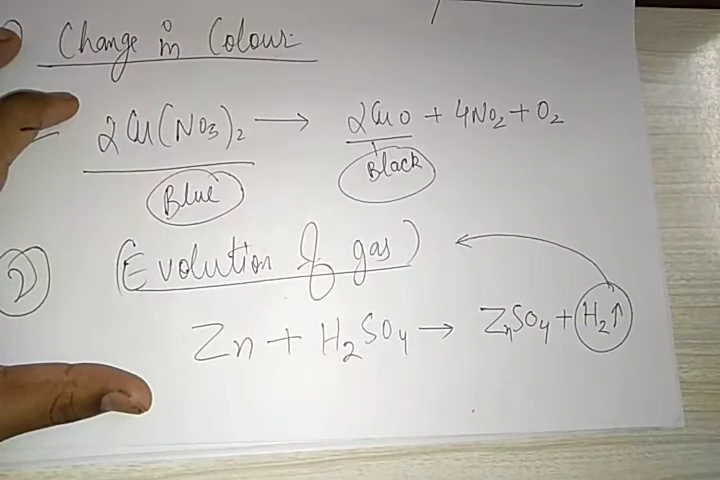 Change in Colour
2Cu(NO3)2 → 2CuO + 4NO2 + O2
Blue Black
2) (Evolution of gas)
Zn + H2SO4 → ZnSO4 + H2↑